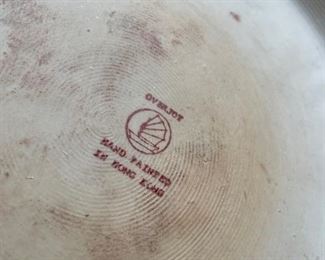 OVERJOY
HAND PAINTED
IN HONG KONG